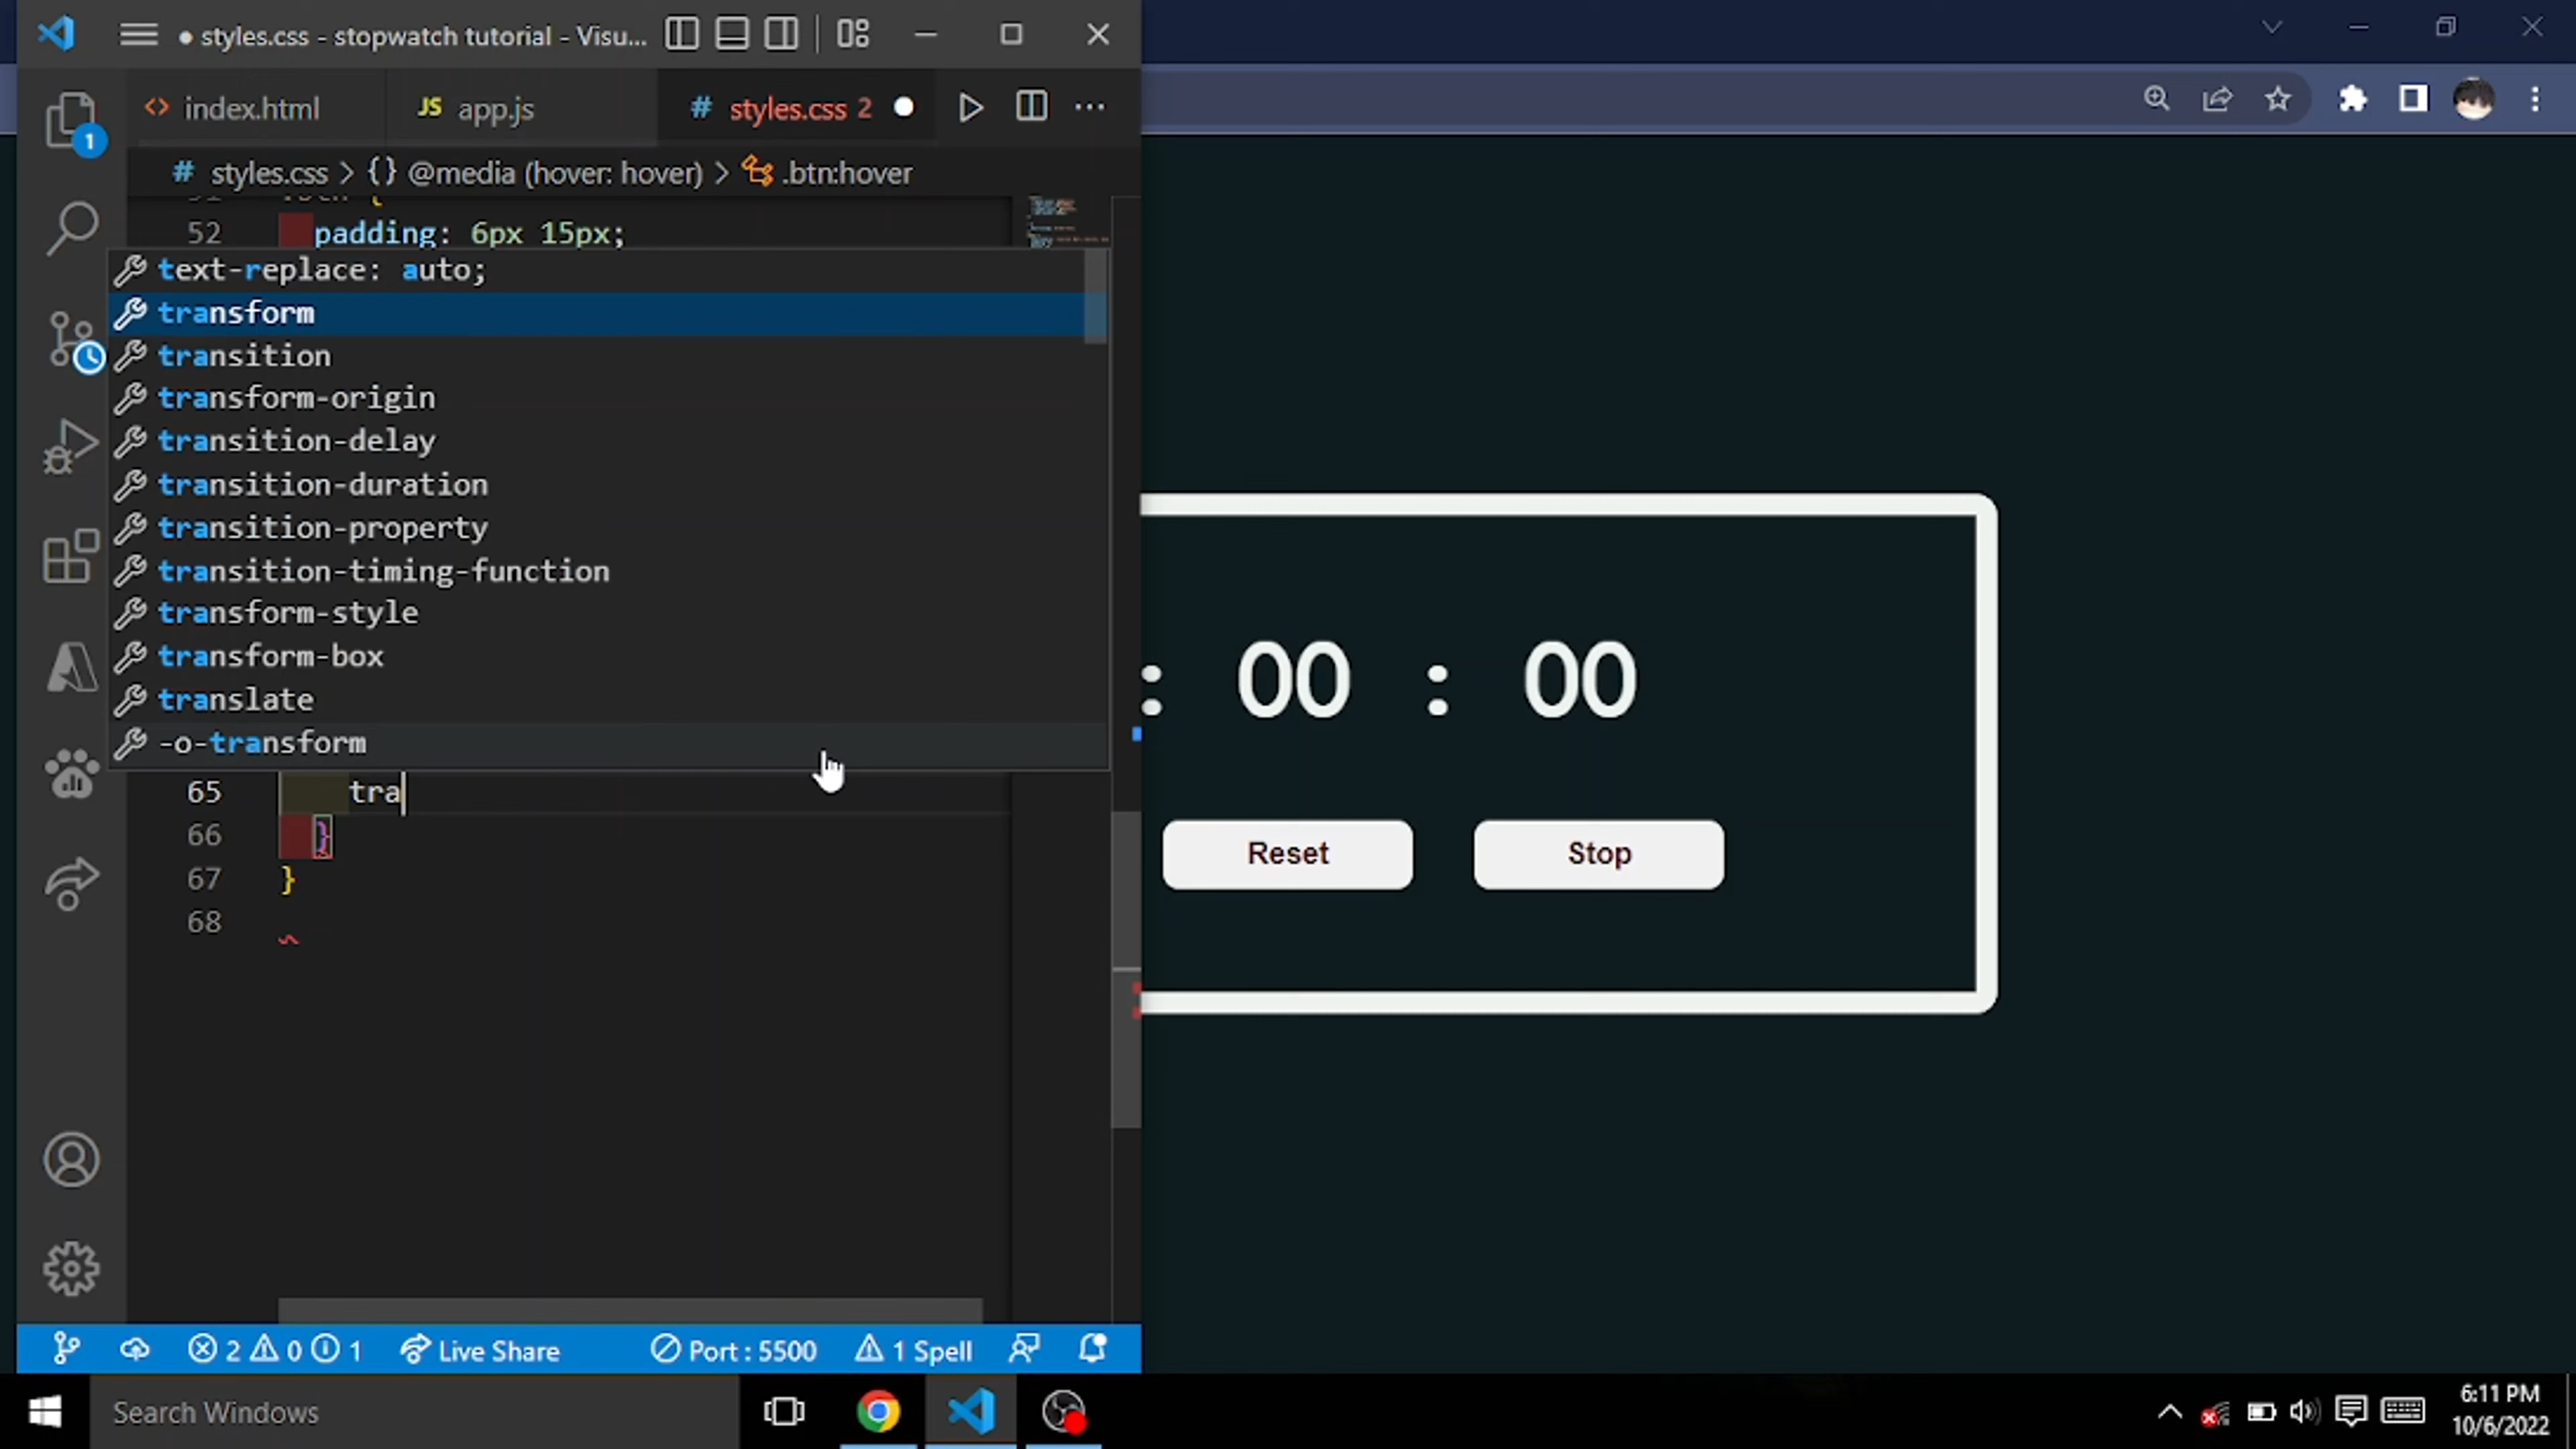 ● styles.css - stopwatch tutorial - Visu...
<> index.html
JS app.js
# styles.css 2
# styles.css > {} @media (hover: hover) > .btn:hover
52 padding: 6px 15px;
text-replace: auto;
transform
transition
transform-origin
transition-delay
transition-duration
transition-property
transition-timing-function
transform-style
transform-box
translate
-o-transform
65 tra
66 }
67 }
68
1
: 00 : 00
Reset Stop
2 0 1 Live Share Port : 5500 1 Spell
Search Windows
6:11 PM
10/6/2022